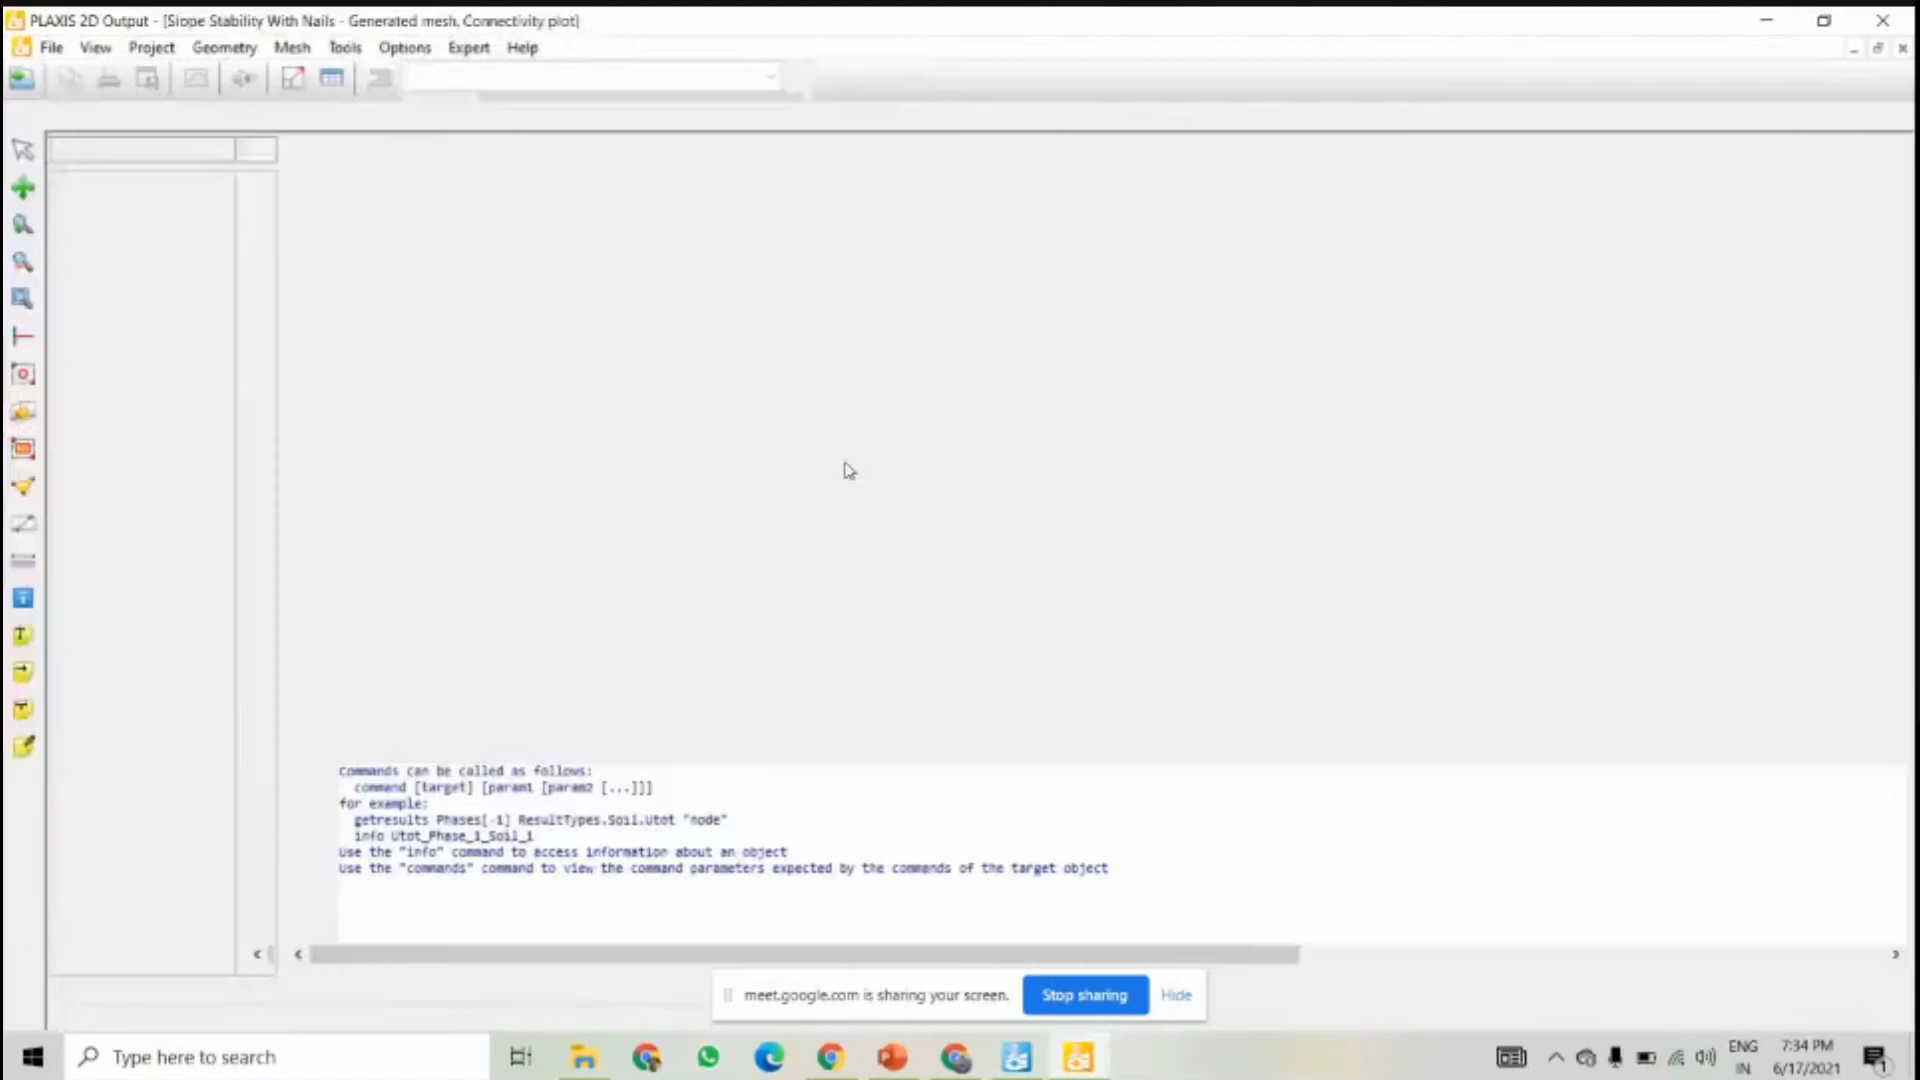 PLAXIS 2D Output - [Slope Stability With Nails - Generated mesh, Connectivity plot]
File View Project Geometry Mesh Tools Options Expert Help
Commands can be called as follows:
command [target] [param1 [param2 [...]]]
for example:
getresults Phases[-1] ResultTypes.Soil.Utot "node"
info Utot_Phase_1_Soil_1
Use the "info" command to access information about an object
Use the "commands" command to view the command parameters expected by the commands of the target object
meet.google.com is sharing your screen. Stop sharing Hide
Type here to search
ENG 7:34 PM
IN 6/17/2021
1